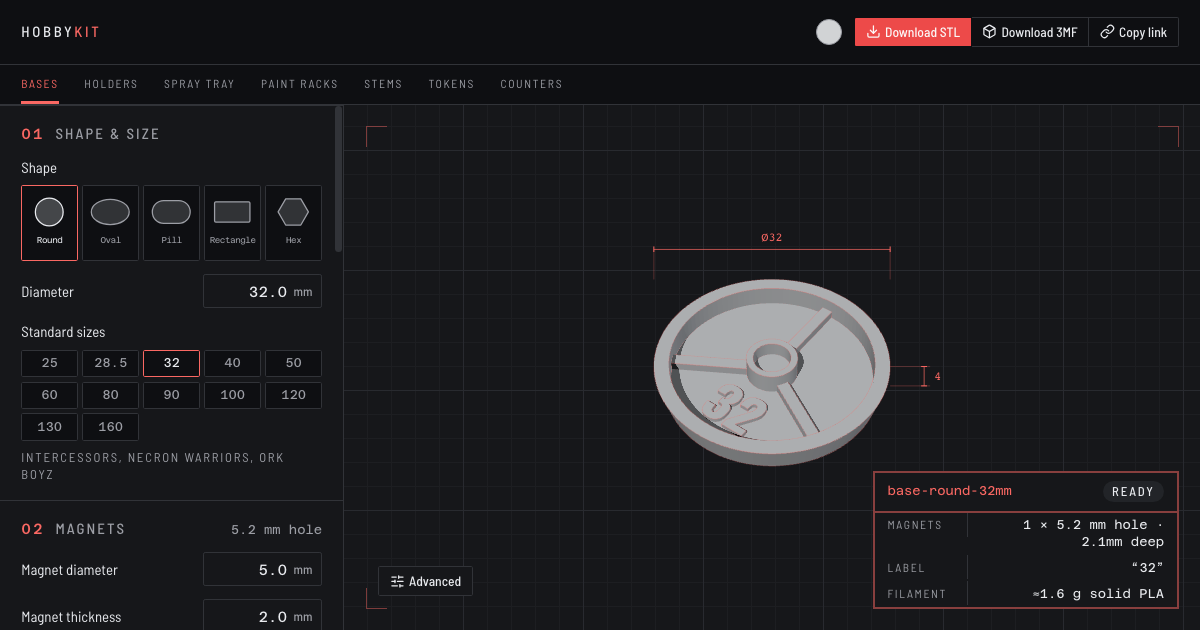 HOBBYKIT
Download STL
Download 3MF
Copy link
BASES HOLDERS SPRAY TRAY PAINT RACKS STEMS TOKENS COUNTERS
01 SHAPE & SIZE
Shape
Round Oval Pill Rectangle Hex
Diameter 32.0 mm
Standard sizes
25 28.5 32 40 50
60 80 90 100 120
130 160
INTERCESSORS, NECRON WARRIORS, ORK
BOYZ
02 MAGNETS 5.2 mm hole
Magnet diameter 5.0 mm
Magnet thickness 2.0 mm
Ø32
4
32
Advanced
base-round-32mm READY
MAGNETS 1 × 5.2 mm hole ·
2.1mm deep
LABEL “32”
FILAMENT ≈1.6 g solid PLA